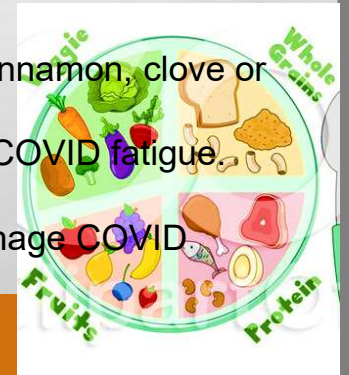 nnamon, clove or
COVID fatigue.
nage COVID
Veggie
Whole
Grains
Fruits
Protein